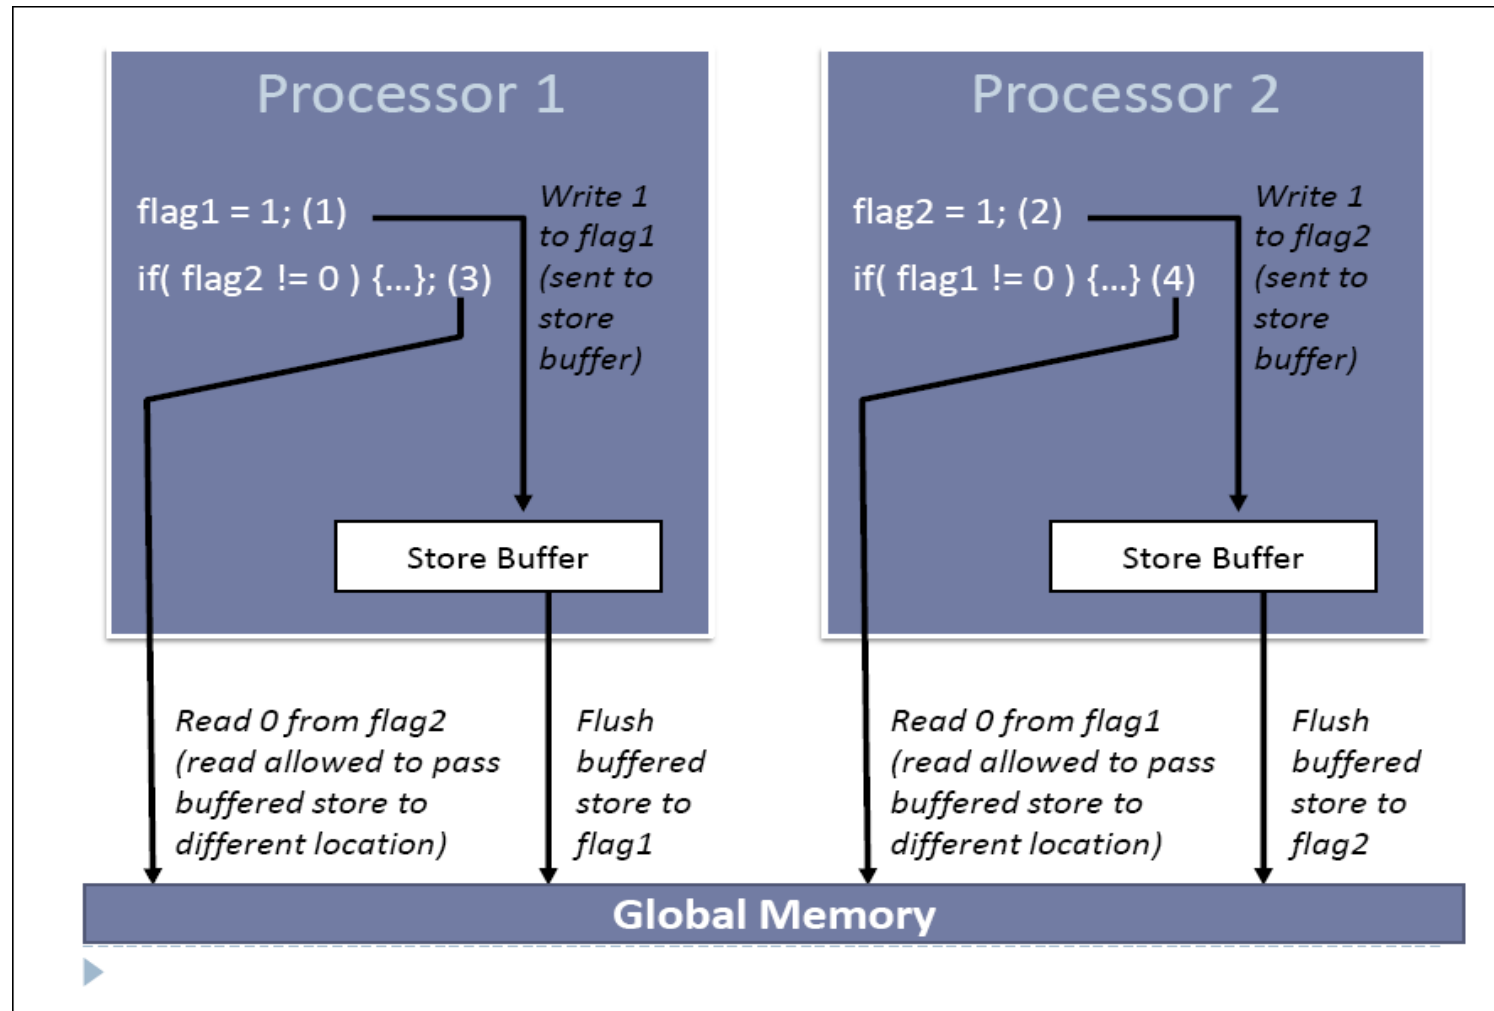 Processor 1
flag1 = 1; (1)
if( flag2 != 0 ) {...}; (3)
Write 1
to flag1
(sent to
store
buffer)
Store Buffer
Read 0 from flag2
(read allowed to pass
buffered store to
different location)
Flush
buffered
store to
flag1
Processor 2
flag2 = 1; (2)
if( flag1 != 0 ) {...} (4)
Write 1
to flag2
(sent to
store
buffer)
Store Buffer
Read 0 from flag1
(read allowed to pass
buffered store to
different location)
Flush
buffered
store to
flag2
Global Memory